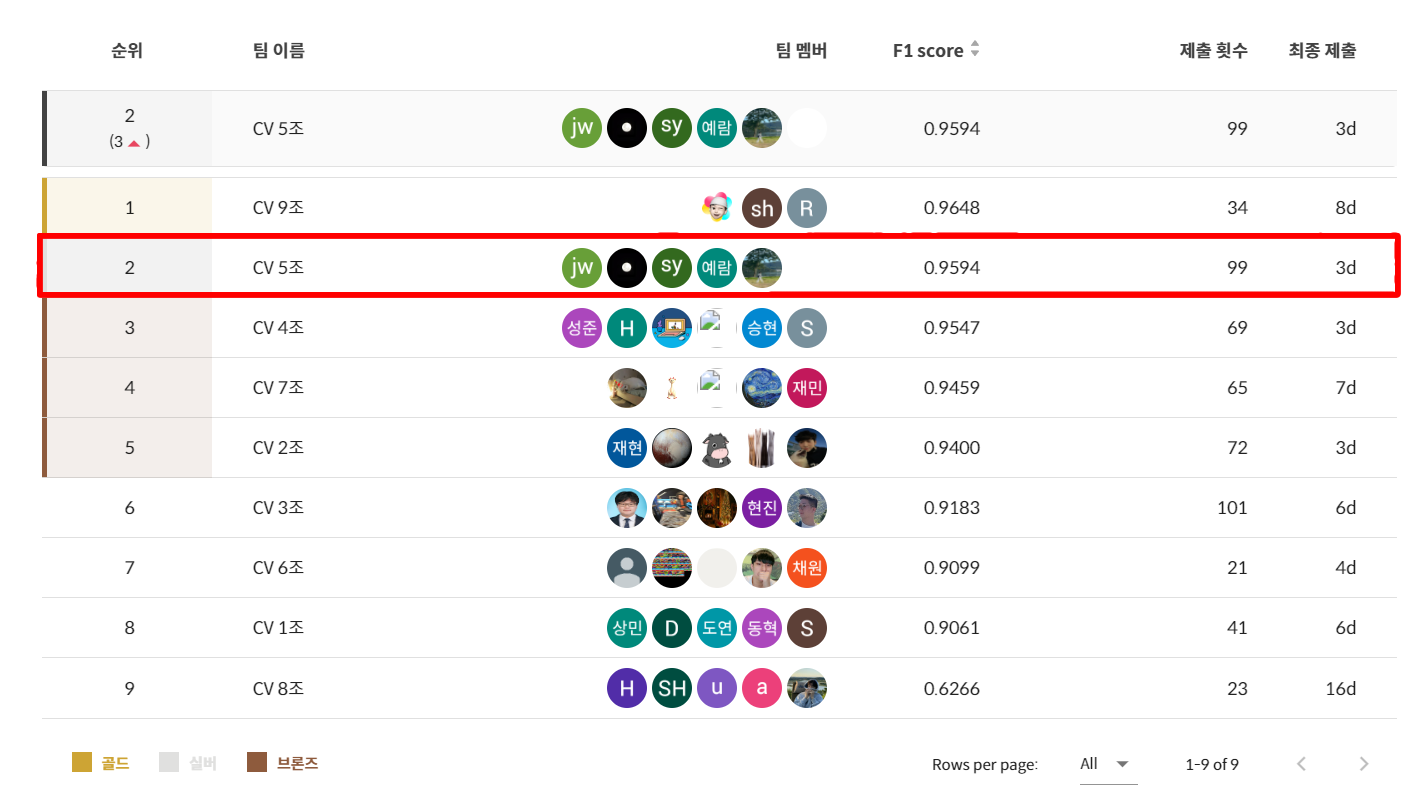 순위 팀 이름 팀 멤버 F1 score 제출 횟수 최종 제출
2 CV 5조 jw sy 예람 0.9594 99 3d
(3 )
1 CV 9조 sh R 0.9648 34 8d
2 CV 5조 jw sy 예람 0.9594 99 3d
3 CV 4조 성준 H 승현 S 0.9547 69 3d
4 CV 7조 재민 0.9459 65 7d
5 CV 2조 재현 0.9400 72 3d
6 CV 3조 현진 0.9183 101 6d
7 CV 6조 채원 0.9099 21 4d
8 CV 1조 상민 D 도연 동혁 S 0.9061 41 6d
9 CV 8조 H SH u a 0.6266 23 16d
골드 실버 브론즈 Rows per page: All 1-9 of 9